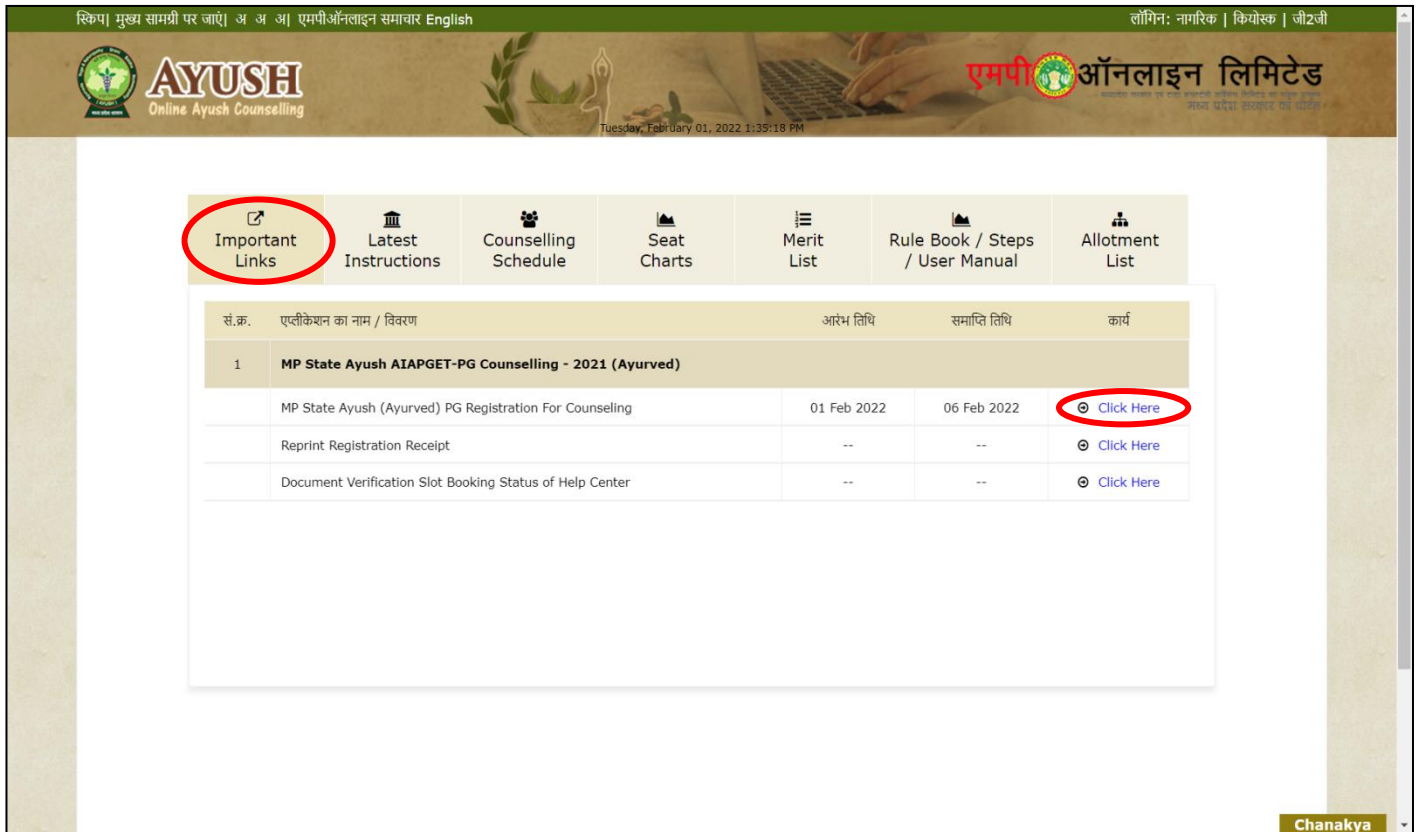 स्किप| मुख्य सामग्री पर जाएं| अ अ अ| एमपीऑनलाइन समाचार English
लॉगिन: नागरिक | कियोस्क | जी2जी
AYUSH
Online Ayush Counselling
एमपी ऑनलाइन लिमिटेड
मध्य प्रदेश सरकार का पोर्टल
Tuesday, February 01, 2022 1:35:18 PM
Important Links
Latest Instructions
Counselling Schedule
Seat Charts
Merit List
Rule Book / Steps / User Manual
Allotment List
सं.क्र. एप्लीकेशन का नाम / विवरण आरंभ तिथि समाप्ति तिथि कार्य
1 MP State Ayush AIAPGET-PG Counselling - 2021 (Ayurved)
MP State Ayush (Ayurved) PG Registration For Counseling 01 Feb 2022 06 Feb 2022 Click Here
Reprint Registration Receipt -- -- Click Here
Document Verification Slot Booking Status of Help Center -- -- Click Here
Chanakya